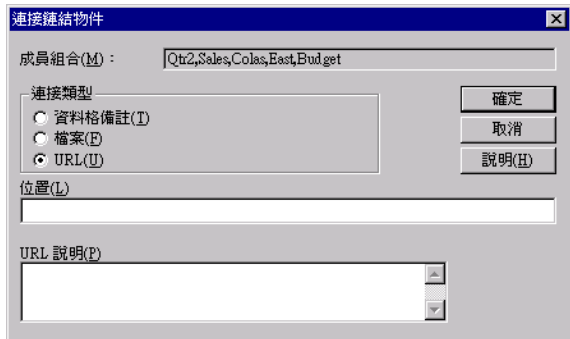 連接鏈結物件
成員組合(M)： Qtr2,Sales,Colas,East,Budget
連接類型
資料格備註(T)
檔案(F)
URL(U)
確定
取消
說明(H)
位置(L)
URL 說明(P)